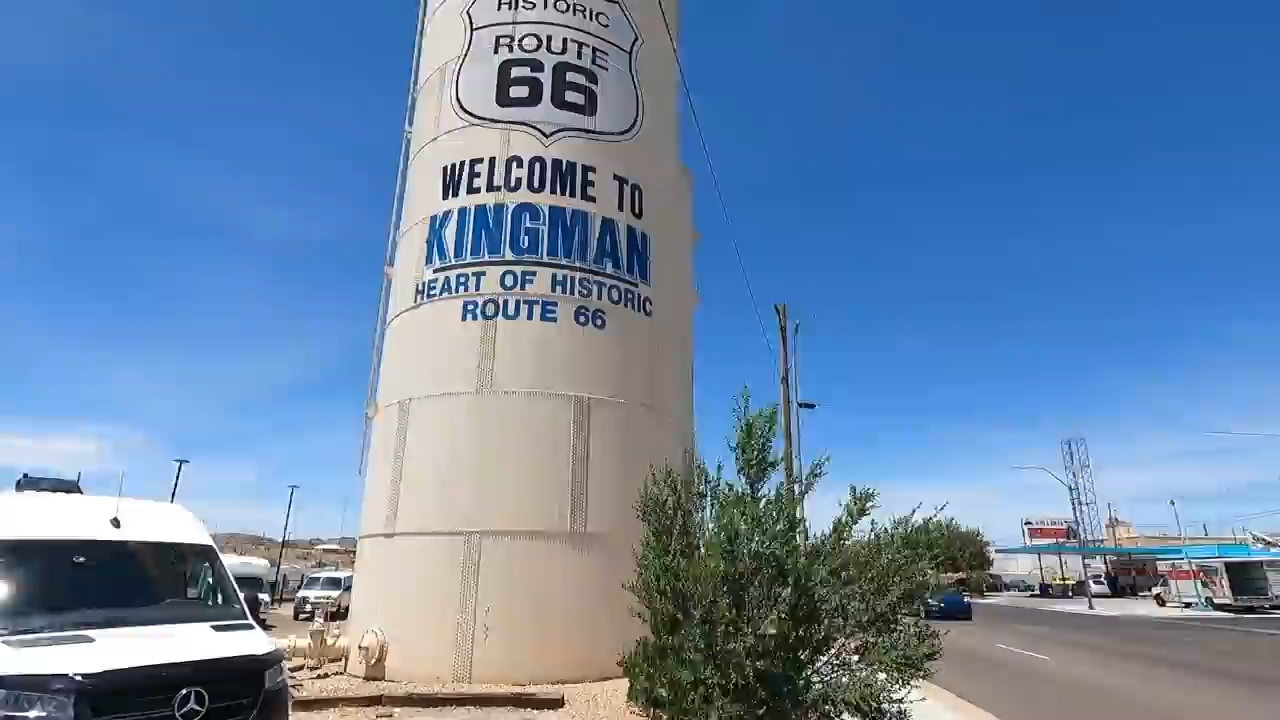 HISTORIC
ROUTE
66
WELCOME TO
KINGMAN
HEART OF HISTORIC
ROUTE 66